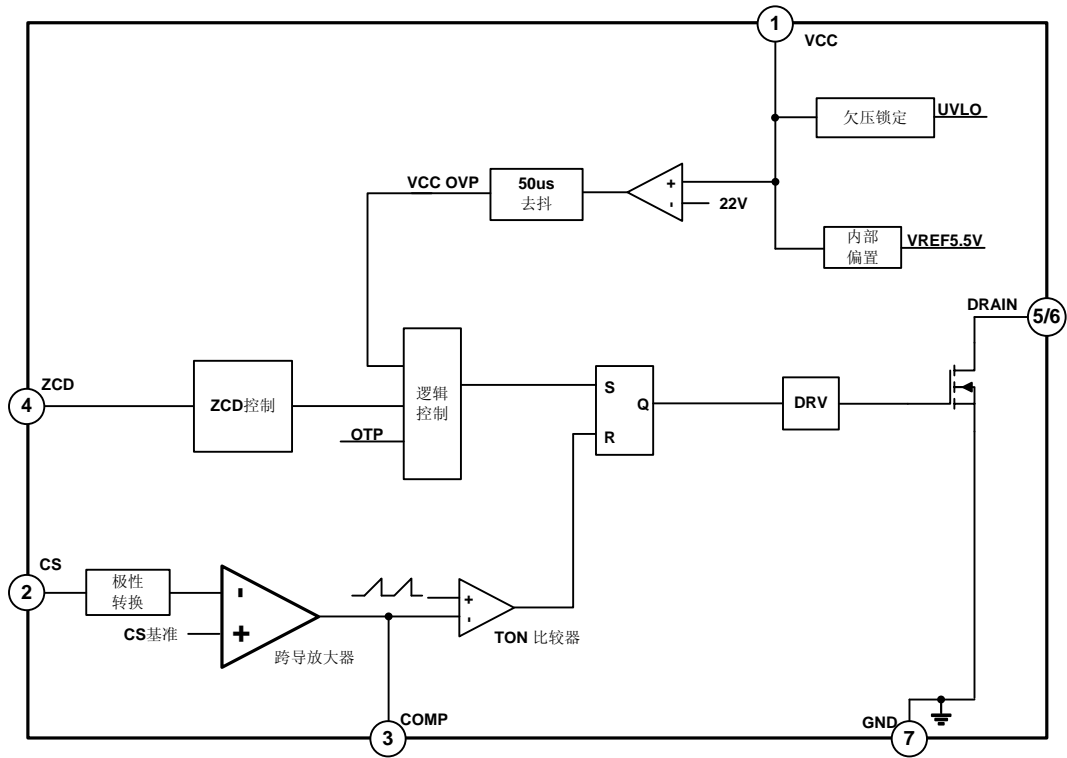 1
VCC
欠压锁定
UVLO
VCC OVP
50us
去抖
+
-
22V
内部
偏置
VREF5.5V
DRAIN
5/6
ZCD
4
ZCD控制
OTP
逻辑
控制
S
R
Q
DRV
CS
2
极性
转换
CS基准
-
+
跨导放大器
+
-
TON 比较器
COMP
3
GND
7